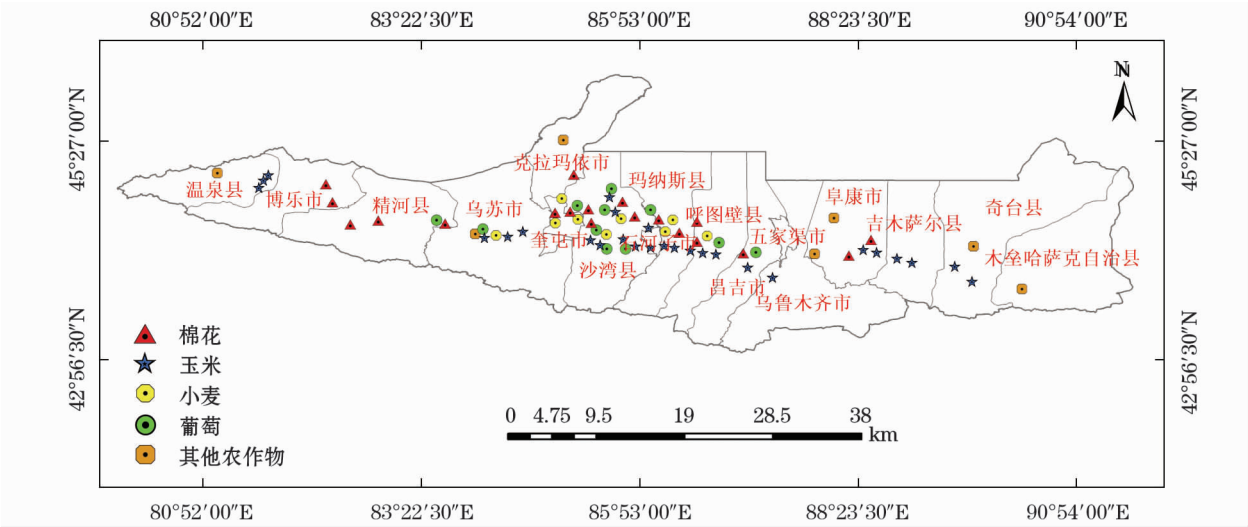 80°52′00″E 83°22′30″E 85°53′00″E 88°23′30″E 90°54′00″E
N
45°27′00″N
45°27′00″N
克拉玛依市
玛纳斯县
温泉县
博乐市
精河县
乌苏市
呼图壁县
阜康市
吉木萨尔县
奇台县
奎屯市
五家渠市
木垒哈萨克自治县
沙湾县
昌吉市
乌鲁木齐市
42°56′30″N
42°56′30″N
棉花
玉米
小麦
葡萄
其他农作物
0 4.75 9.5 19 28.5 38
km
80°52′00″E 83°22′30″E 85°53′00″E 88°23′30″E 90°54′00″E